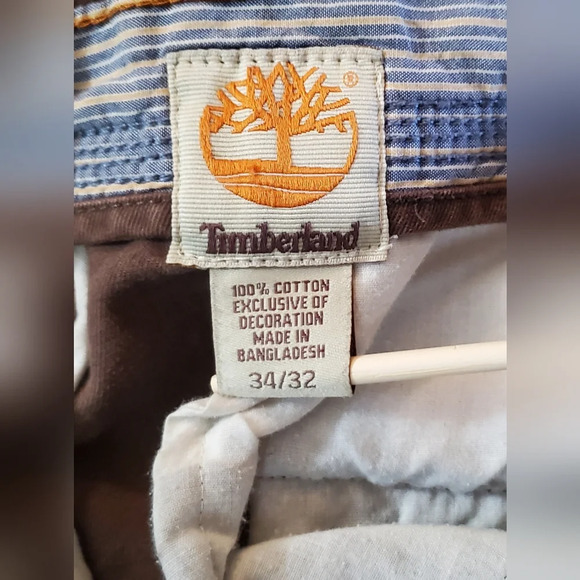 ®
Timberland
100% COTTON
EXCLUSIVE OF
DECORATION
MADE IN
BANGLADESH
34/32